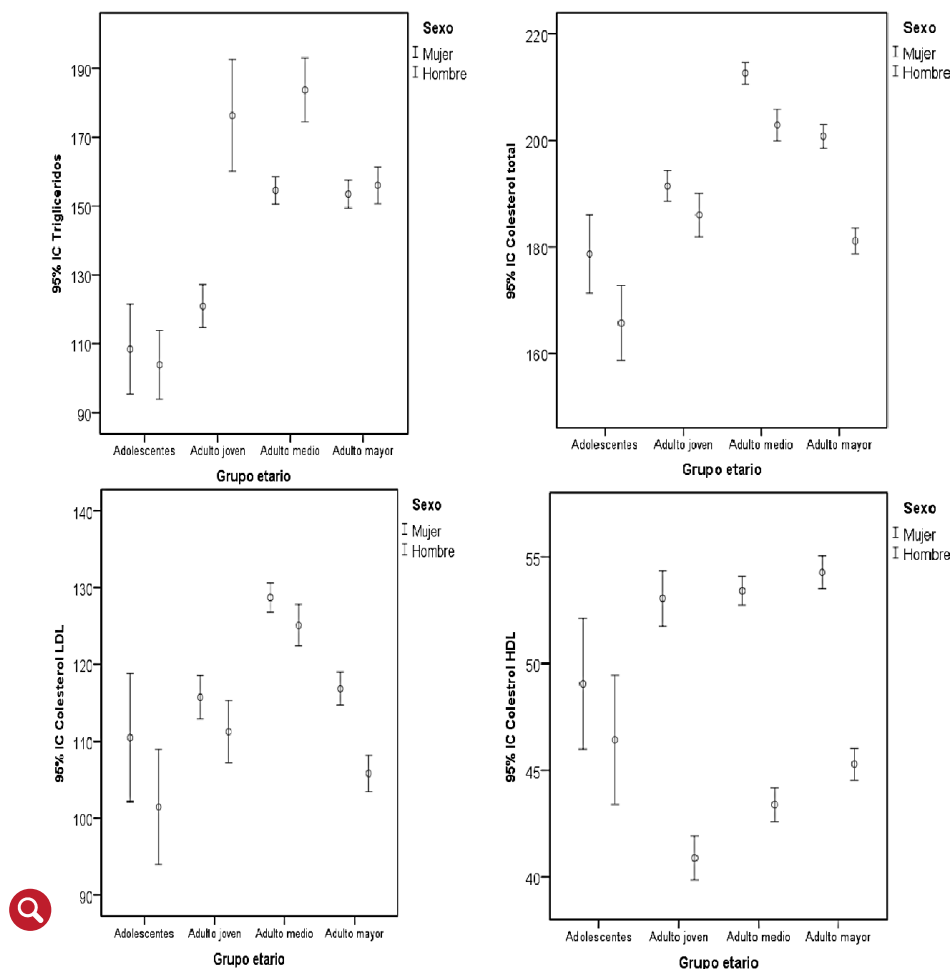 Sexo
Mujer
Hombre
95% IC Trigliceridos
190
170
150
130
110
90
Adolescentes Adulto joven Adulto medio Adulto mayor
Grupo etario
Sexo
Mujer
Hombre
95% IC Colesterol total
220
200
180
160
Adolescentes Adulto joven Adulto medio Adulto mayor
Grupo etario
Sexo
Mujer
Hombre
95% IC Colesterol LDL
140
130
120
110
100
90
Adolescentes Adulto joven Adulto medio Adulto mayor
Grupo etario
Sexo
Mujer
Hombre
95% IC Colestrol HDL
55
50
45
40
Adolescentes Adulto joven Adulto medio Adulto mayor
Grupo etario